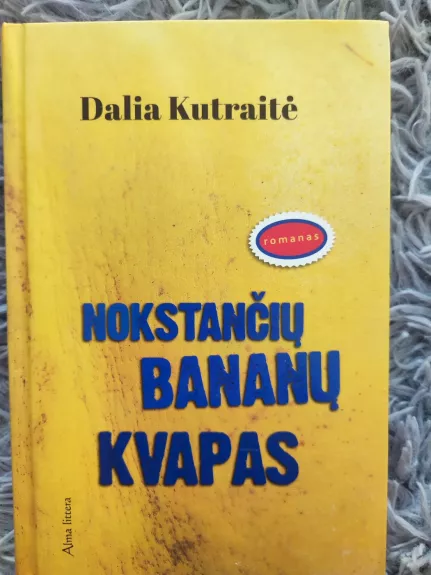 Dalia Kutraitė
romanas
NOKSTANČIŲ
BANANŲ
KVAPAS
Alma littera